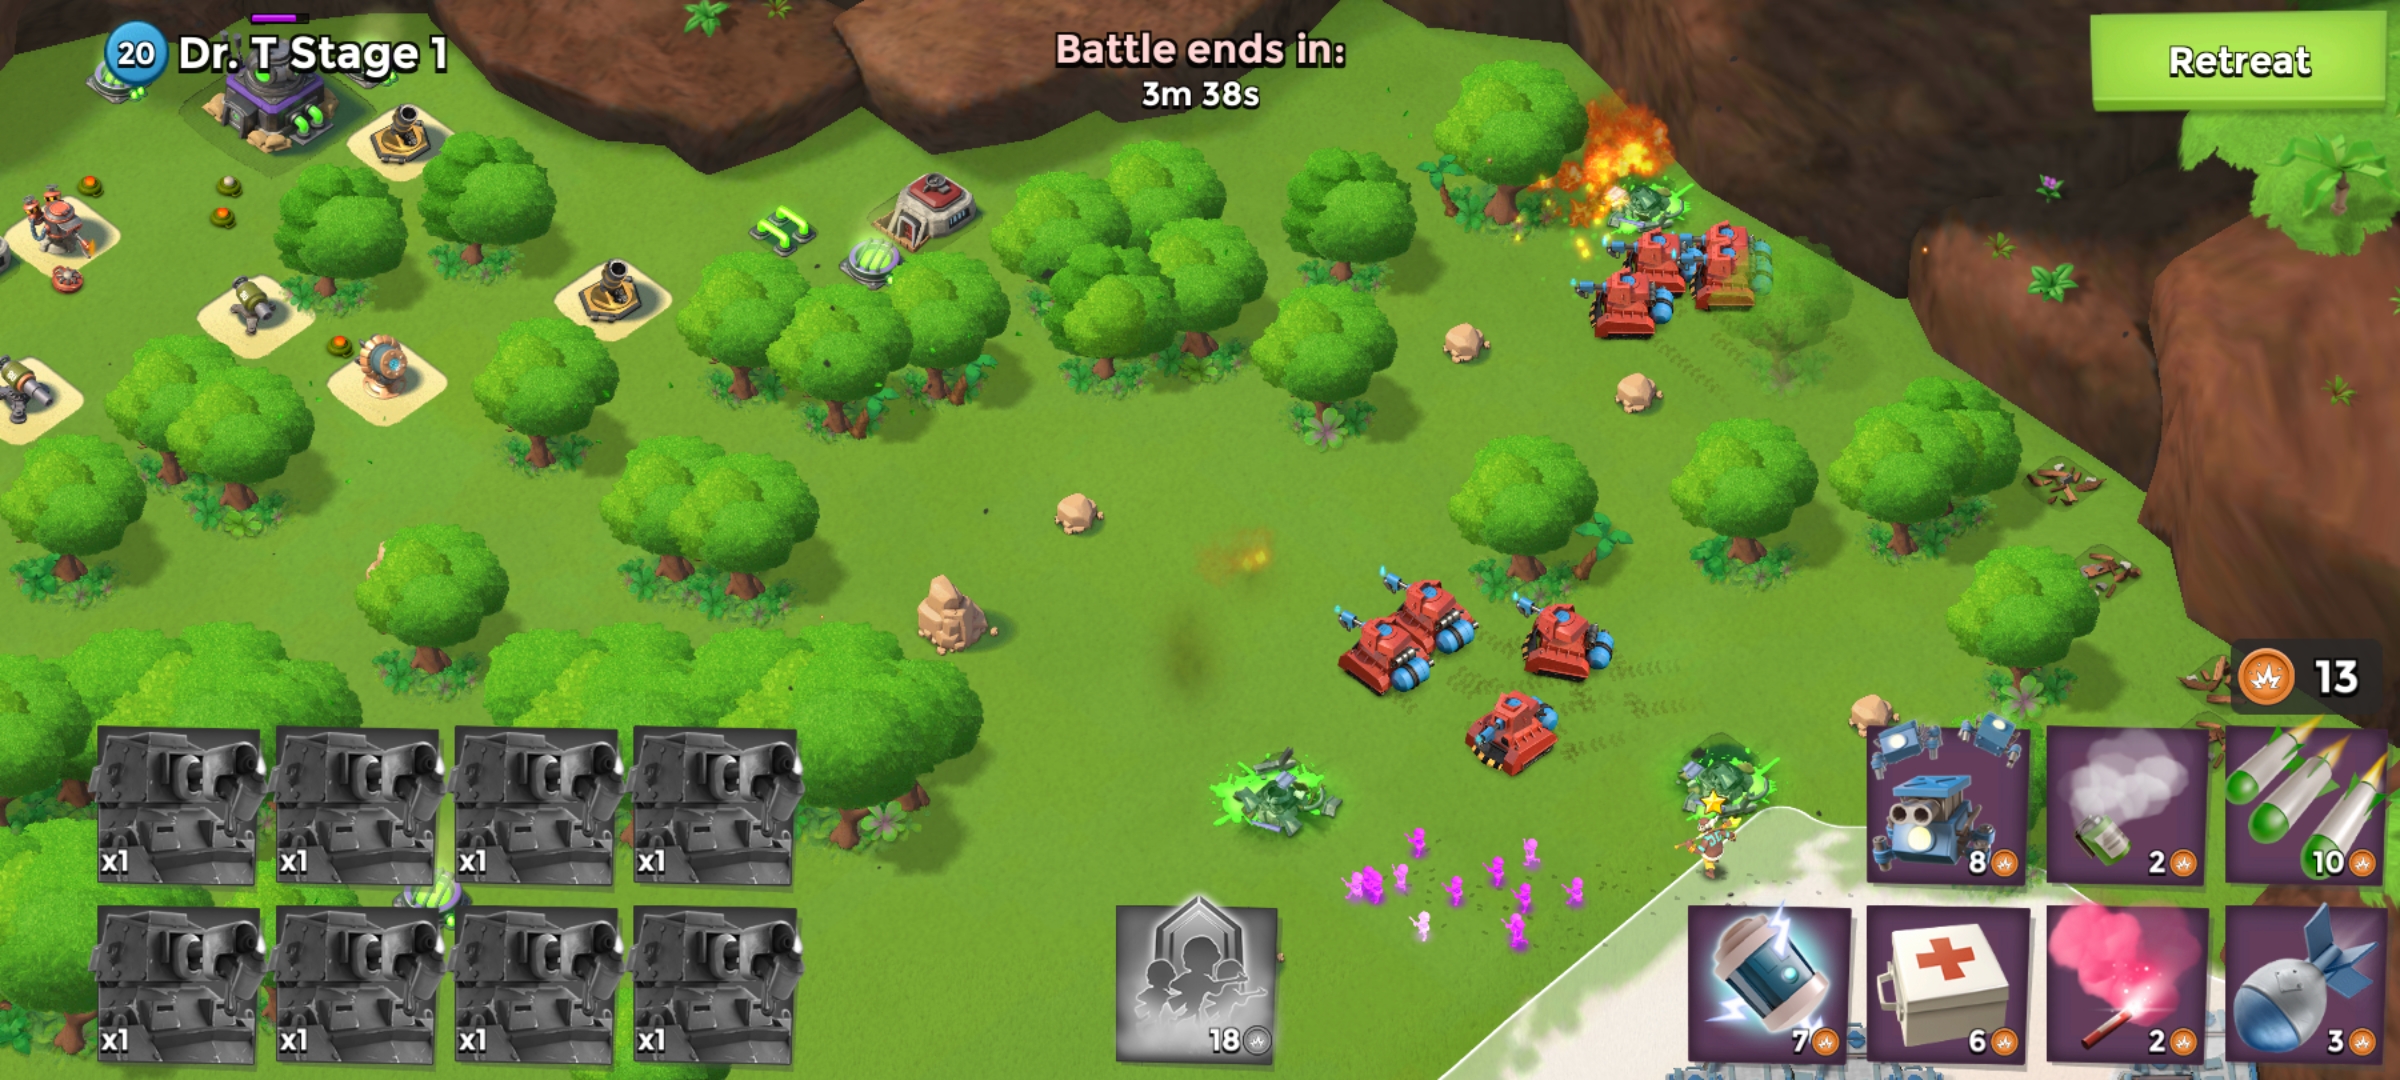 20 Dr. T Stage 1
Battle ends in:
3m 38s
Retreat
13
x1 x1 x1 x1
8 2 10
x1 x1 x1 x1
18
7 6 2 3